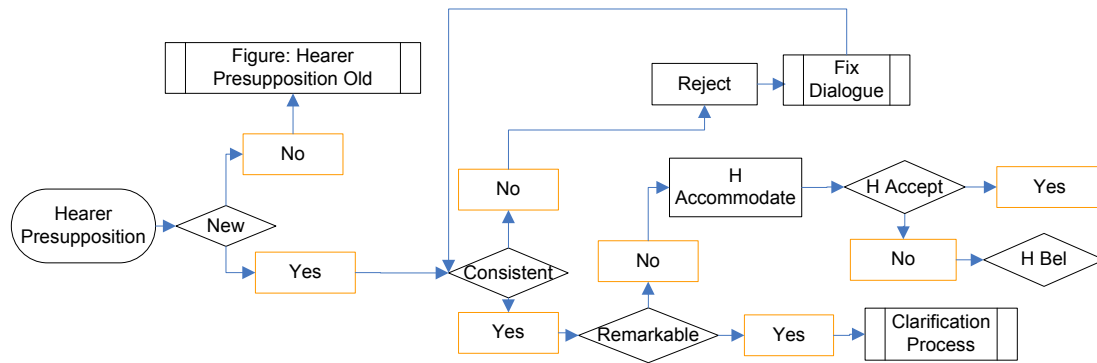 Figure: Hearer
Presupposition Old
No
Hearer
Presupposition
New
Yes
Reject
Fix
Dialogue
No
Consistent
Yes
H
Accommodate
H Accept
Yes
No
No
H Bel
Remarkable
Yes
Clarification
Process